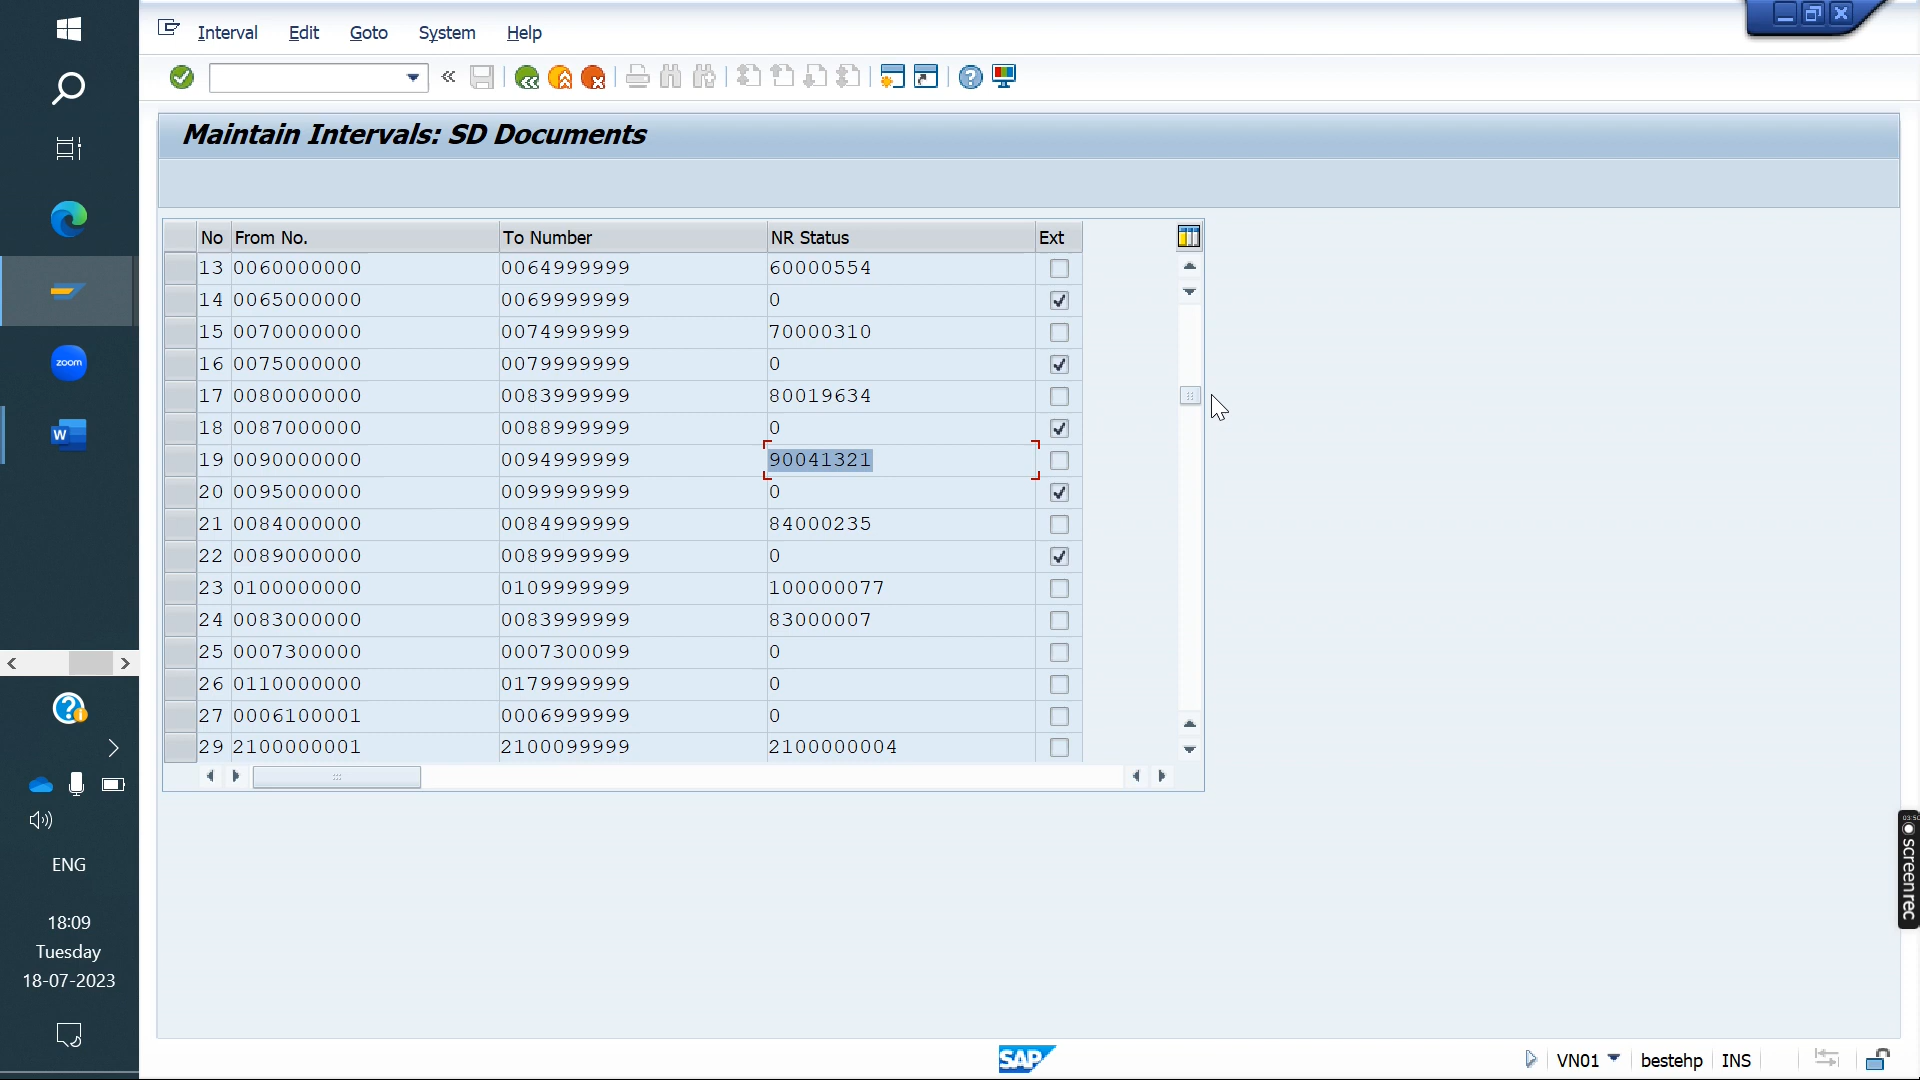 Interval Edit Goto System Help
Maintain Intervals: SD Documents
No From No. To Number NR Status Ext
13 0060000000 0064999999 60000554
14 0065000000 0069999999 0
15 0070000000 0074999999 70000310
16 0075000000 0079999999 0
17 0080000000 0083999999 80019634
18 0087000000 0088999999 0
19 0090000000 0094999999 90041321
20 0095000000 0099999999 0
21 0084000000 0084999999 84000235
22 0089000000 0089999999 0
23 0100000000 0109999999 100000077
24 0083000000 0083999999 83000007
25 0007300000 0007300099 0
26 0110000000 0179999999 0
27 0006100001 0006999999 0
29 2100000001 2100099999 2100000004
zoom
W
ENG
18:09
Tuesday
18-07-2023
screenrec
SAP
VN01 bestehp INS